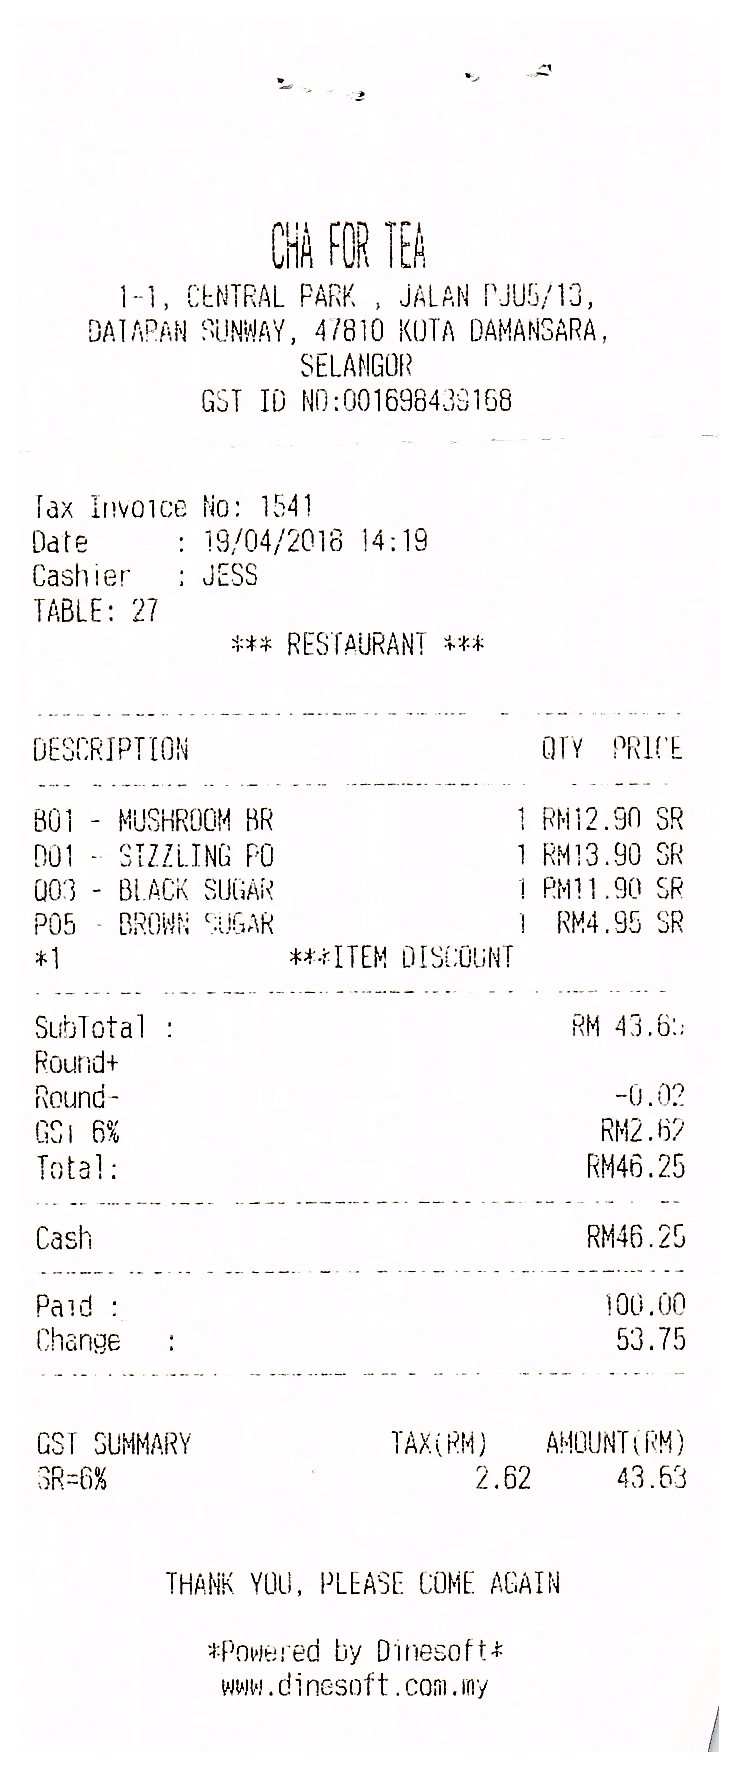 CHA FOR TEA
1-1, CENTRAL PARK , JALAN PJU5/13,
DATARAN SUNWAY, 47810 KOTA DAMANSARA,
SELANGOR
GST ID NO:001698439168
Tax Invoice No: 1541
Date : 19/04/2018 14:19
Cashier : JESS
TABLE: 27
*** RESTAURANT ***
DESCRIPTION QTY PRICE
B01 - MUSHROOM BR 1 RM12.90 SR
D01 - SIZZLING PO 1 RM13.90 SR
Q03 - BLACK SUGAR 1 RM11.90 SR
P05 - BROWN SUGAR 1 RM4.95 SR
*1 ***ITEM DISCOUNT
SubTotal : RM 43.65
Round+
Round- -0.02
GST 6% RM2.62
Total: RM46.25
Cash RM46.25
Paid : 100.00
Change : 53.75
GST SUMMARY TAX(RM) AMOUNT(RM)
SR=6% 2.62 43.63
THANK YOU, PLEASE COME AGAIN
*Powered by Dinesoft*
www.dinesoft.com.my